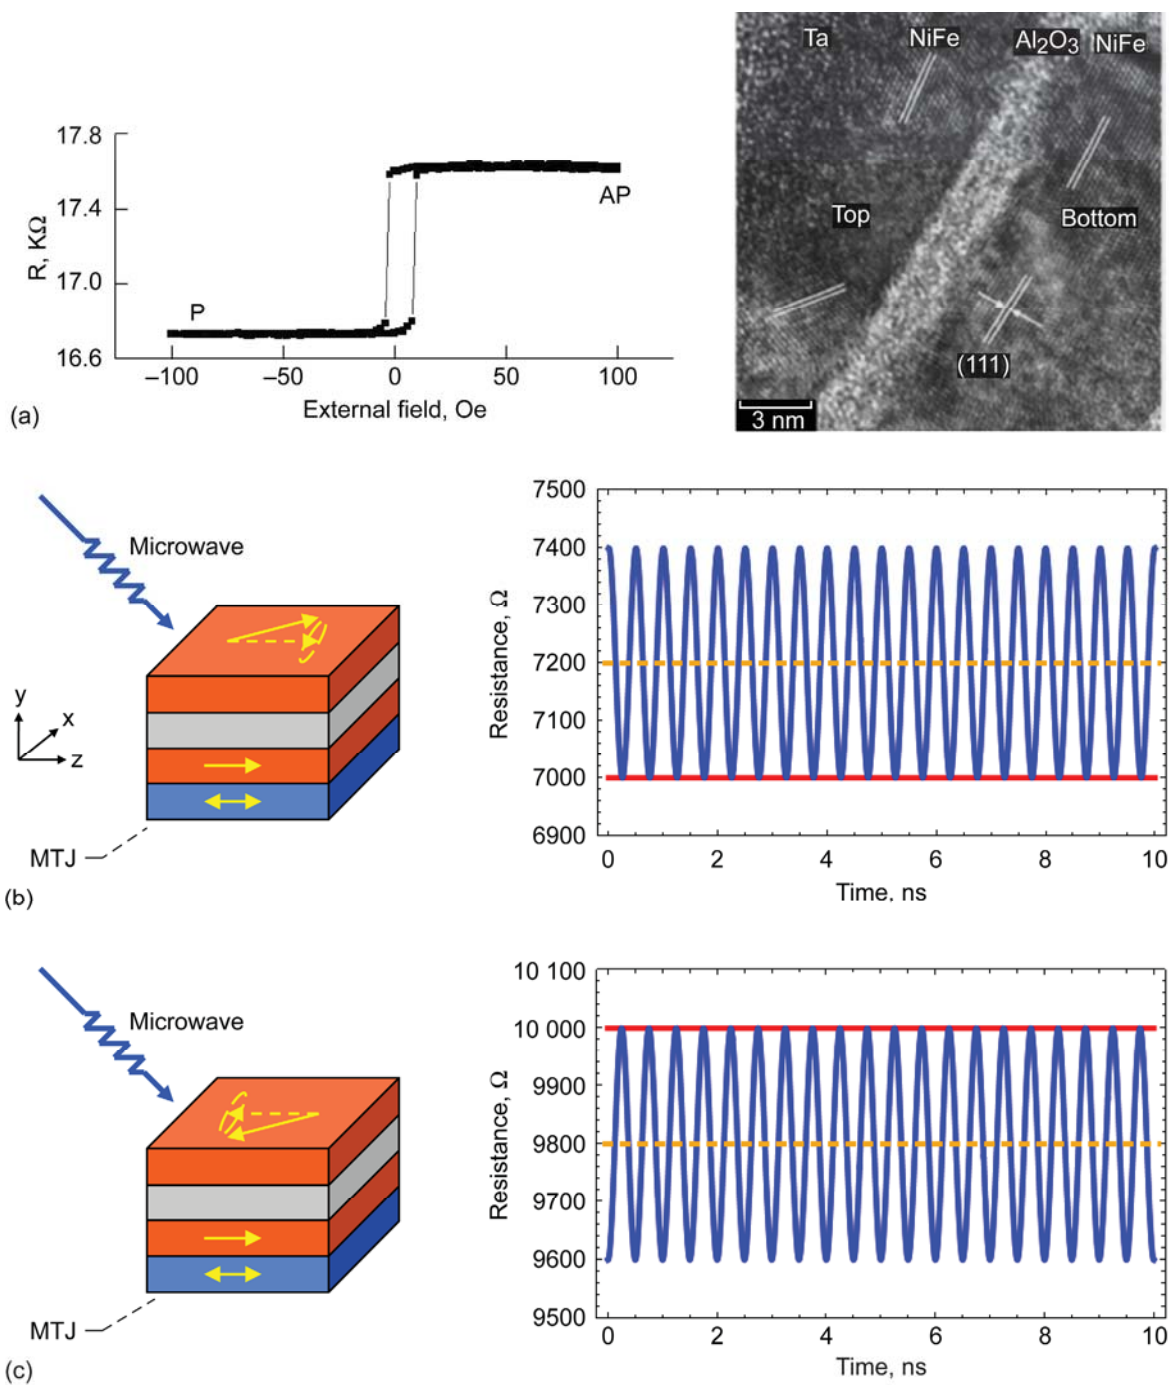 17.8
17.4
17.0
16.6
R, KΩ
P
AP
–100
–50
0
50
100
External field, Oe
(a)
Ta
NiFe
Al2O3
NiFe
Top
Bottom
(111)
3 nm
Microwave
y
x
z
MTJ
(b)
7500
7400
7300
7200
7100
7000
6900
Resistance, Ω
0
2
4
6
8
10
Time, ns
Microwave
MTJ
(c)
10 100
10 000
9900
9800
9700
9600
9500
Resistance, Ω
0
2
4
6
8
10
Time, ns